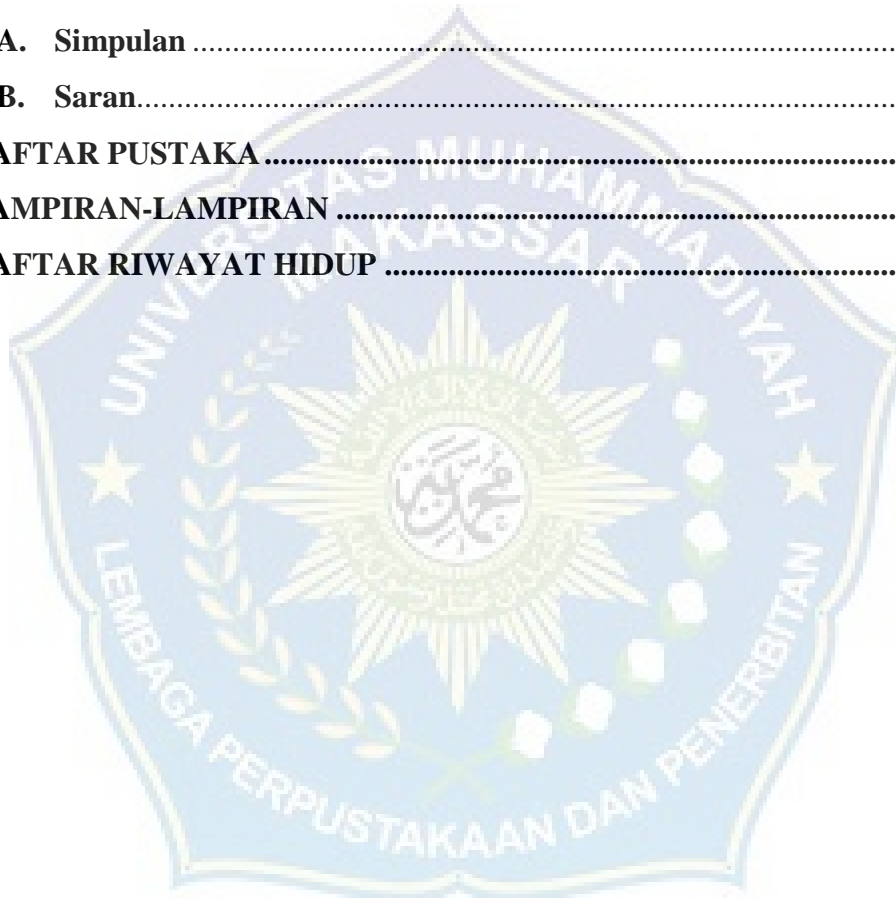 A. Simpulan ........................................................................................
B. Saran................................................................................................
AFTAR PUSTAKA................................................................................
AMPIRAN-LAMPIRAN ......................................................................
AFTAR RIWAYAT HIDUP .................................................................
UNIVERSITAS MUHAMMADIYAH
MAKASSAR
LEMBAGA PERPUSTAKAAN DAN PENERBITAN